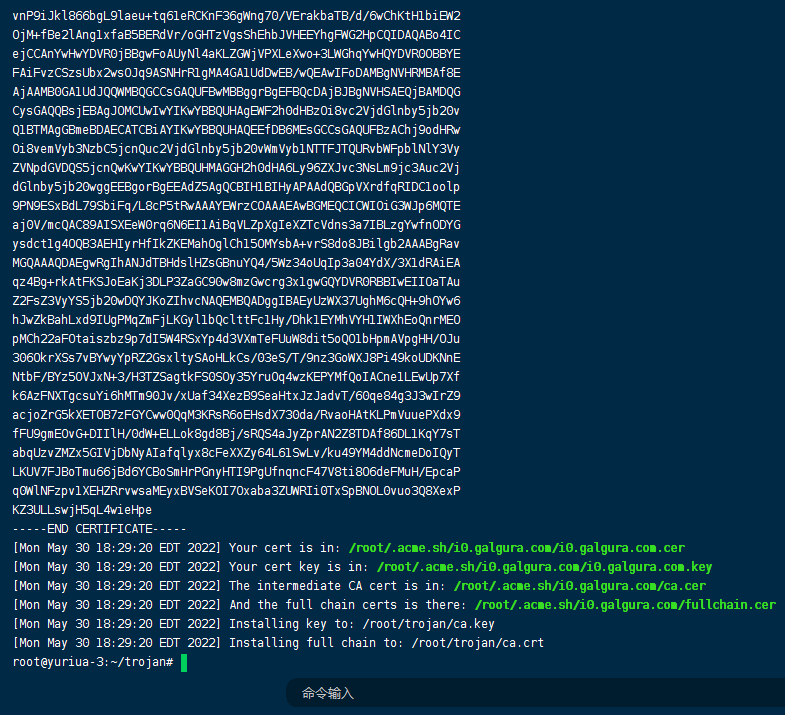 vnP9iJkl866bgL9laeu+tq61eRCKnF36gWng70/VErakbaTB/d/6wChKtH1biEW2
OjM+fBe2lAng1xfaB5BERdVr/oGHTzVgsShEhbJVHEEYhgFWG2HpCQIDAQABo4IC
ejCCAnYwHwYDVR0jBBgwFoAUyNl4aKLZGWjVPXLeXwo+3LWGhqYwHQYDVR0OBBYE
FAiFvzCSzsUbx2wsOJq9ASNHrR1gMA4GA1UdDwEB/wQEAwIFoDAMBgNVHRMBAf8E
AjAAMB0GA1UdJQQWMBQGCCsGAQUFBwMBBggrBgEFBQcDAjBJBgNVHSAEQjBAMDQG
CysGAQQBsjEBAgJOMCUwIwYIKwYBBQUHAgEWF2h0dHBzOi8vc2VjdGlnby5jb20v
Q1BTMAgGBmeBDAECATCBiAYIKwYBBQUHAQEEfDB6MEsGCCsGAQUFBzAChj9odHRw
Oi8vemVyb3NzbC5jcnQuc2VjdGlnby5jb20vWmVyb1NTTFJTQURvbWFpblNlY3Vy
ZVNpdGVDQS5jcnQwKwYIKwYBBQUHMAGGH2h0dHA6Ly96ZXJvc3NsLm9jc3Auc2Vj
dGlnby5jb20wggEEBgorBgEEAdZ5AgQCBIH1BIHyAPAAdQBGpVXrdfqRIDC1oolp
9PN9ESxBdL79SbiFq/L8cP5tRwAAAYEWrzCOAAAEAwBGMEQCICWIOiG3WJp6MQTE
aj0V/mcQAC89AISXEeW0rq6N6EI1AiBqVLZpXgIeXZTcVdns3a7IBLzgYwfnODYG
ysdct1g4OQB3AEHIyrHfIkZKEMahOglCh15OMYsbA+vrS8do8JBilgb2AAABgRav
MGQAAAQDAEgwRgIhANJdTBHdslHZsGBnuYQ4/5Wz34oUqIp3a04YdX/3X1dRAiEA
qz4Bg+rkAtFKSJoEaKj3DLP3ZaGC90w8mzGwcrg3x1gwGQYDVR0RBBIwEIIOaTAu
Z2FsZ3VyYS5jb20wDQYJKoZIhvcNAQEMBQADggIBAEyUzWX37UghM6cQH+9hOYw6
hJwZkBahLxd9IUgPMqZmFjLKGyl1bQclttFc1Hy/Dhk1EYMhVYH1IWXhEoQnrMEO
pMCh22aFOtaiszbz9p7dI5W4RSxYp4d3VXmTeFUuW8dit5oQO1bHpmAVpgHH/OJu
306OkrXSs7vBYwyYpRZ2GsxltySAoHLkCs/03eS/T/9nz3GoWXJ8Pi49koUDKNnE
NtbF/BYz5OVJxN+3/H3TZSagtkFS0SOy35YruOq4wzKEPYMfQoIACne1LEwUp7Xf
k6AzFNXTgcsuYi6hMTm90Jv/xUaf34XezB9SeaHtxJzJadvT/60qe84g3J3wIrZ9
acjoZrG5kXETOB7zFGYCww0QqM3KRsR6oEHsdX730da/RvaoHAtKLPmVuuePXdx9
fFU9gmEOvG+DIIlH/0dW+ELLok8gd8Bj/sRQS4aJyZprAN2Z8TDAf86DL1KqY7sT
abqUzvZMZx5GIVjDbNyAIafqlyx8cFeXXZy64L61SwLv/ku49YM4ddNcmeDoIQyT
LKUV7FJBoTmu66jBd6YCBoSmHrPGnyHTI9PgUfnqncF47V8ti8O6deFMuH/EpcaP
q0WlNFzpv1XEHZRrvwsaMEyxBVSeKOI7Oxaba3ZUWRIi0TxSpBNOL0vuo3Q8XexP
KZ3ULLswjH5qL4wieHpe
-----END CERTIFICATE-----
[Mon May 30 18:29:20 EDT 2022] Your cert is in: /root/.acme.sh/i0.galgura.com/i0.galgura.com.cer
[Mon May 30 18:29:20 EDT 2022] Your cert key is in: /root/.acme.sh/i0.galgura.com/i0.galgura.com.key
[Mon May 30 18:29:20 EDT 2022] The intermediate CA cert is in: /root/.acme.sh/i0.galgura.com/ca.cer
[Mon May 30 18:29:20 EDT 2022] And the full chain certs is there: /root/.acme.sh/i0.galgura.com/fullchain.cer
[Mon May 30 18:29:20 EDT 2022] Installing key to: /root/trojan/ca.key
[Mon May 30 18:29:20 EDT 2022] Installing full chain to: /root/trojan/ca.crt
root@yuriua-3:~/trojan#
命令输入